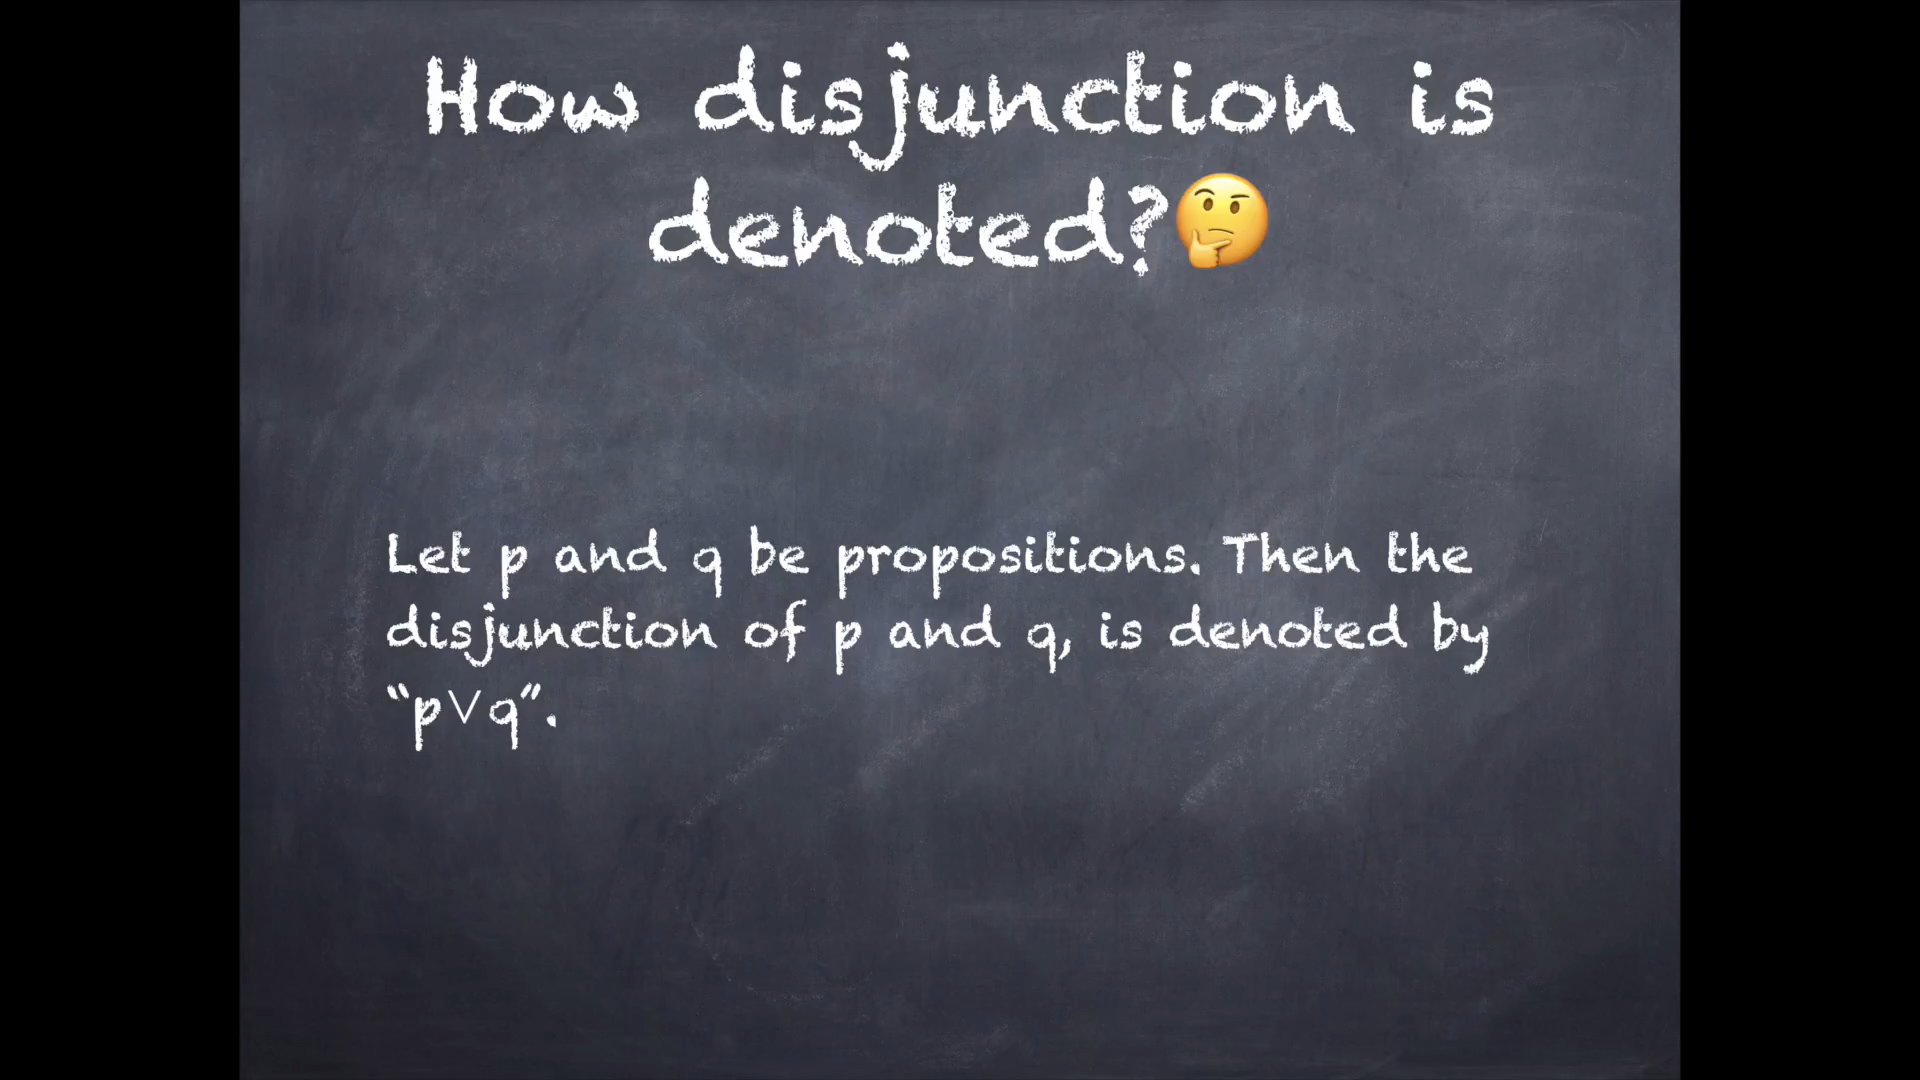 How disjunction is
denoted?🤔
Let p and q be propositions. Then the
disjunction of p and q, is denoted by
“p∨q”.